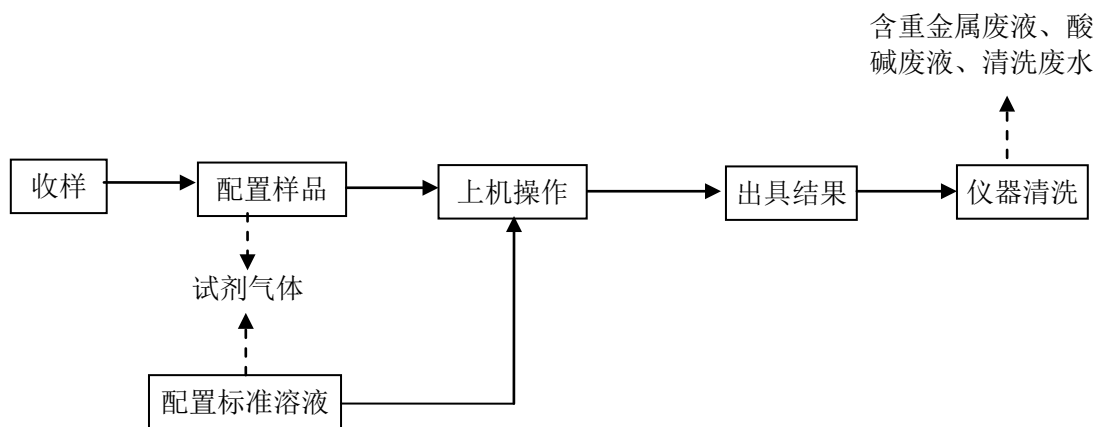 含重金属废液、酸
碱废液、清洗废水
收样
配置样品
上机操作
出具结果
仪器清洗
试剂气体
配置标准溶液